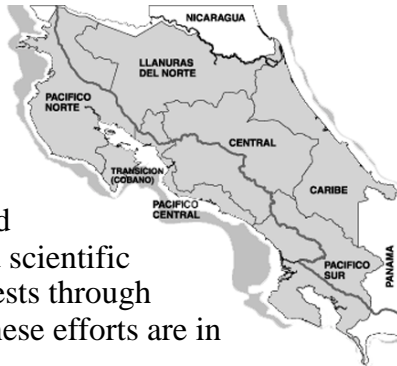 NICARAGUA
LLANURAS
DEL NORTE
PACIFICO
NORTE
CENTRAL
TRANSICION
(COBANO)
CARIBE
PACIFICO
CENTRAL
PACIFICO
SUR
PANAMA
scientific
ests through
hese efforts are in